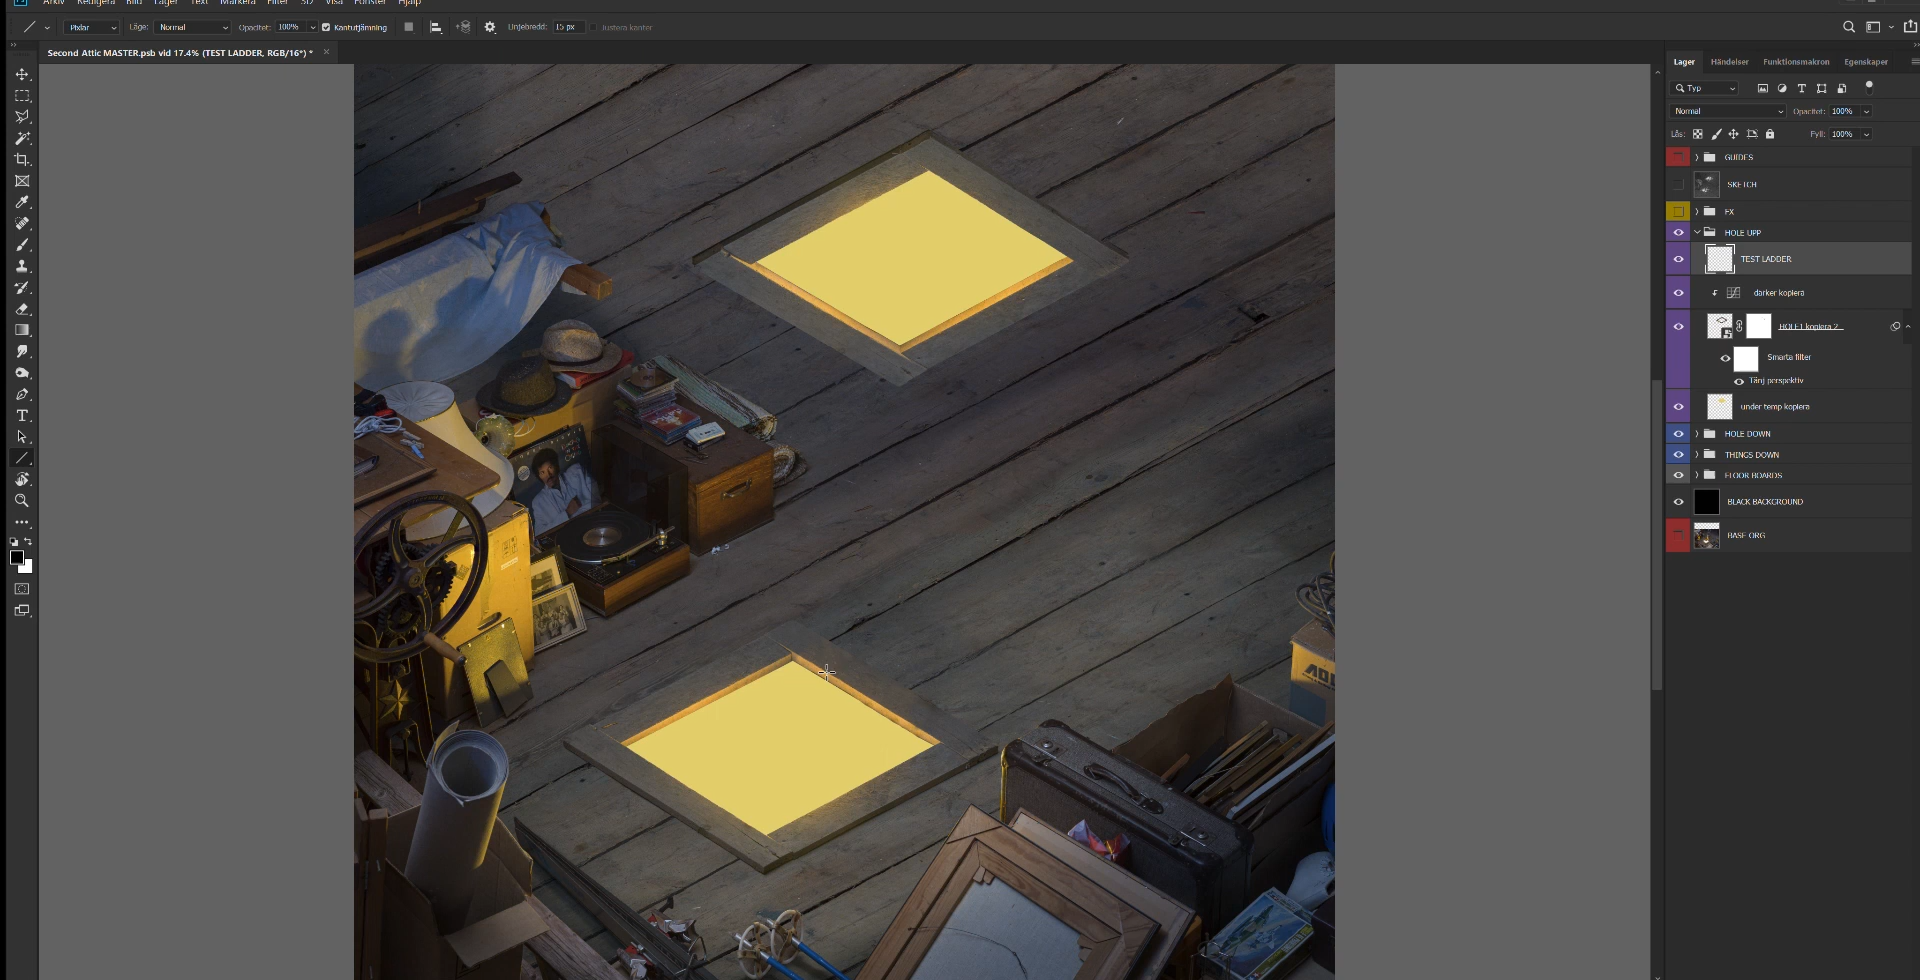 Arkiv Redigera Bild Lager Text Markera Filter 3D Visa Fönster Hjälp
Pixlar Läge: Normal Opacitet: 100% Kantutjämning Linjebredd: 15 px Justera kanter
Second Attic MASTER.psb vid 17.4% (TEST LADDER, RGB/16*) *
Lager Händelser Funktionsmakron Egenskaper
Typ
Normal Opacitet: 100%
Lås: Fyll: 100%
GUIDES
SKETCH
FX
HOLE UPP
TEST LADDER
darker kopiera
HOLE1 kopiera 2
Smarta filter
Tänj perspektiv
under temp kopiera
HOLE DOWN
THINGS DOWN
FLOOR BOARDS
BLACK BACKGROUND
BASE ORG